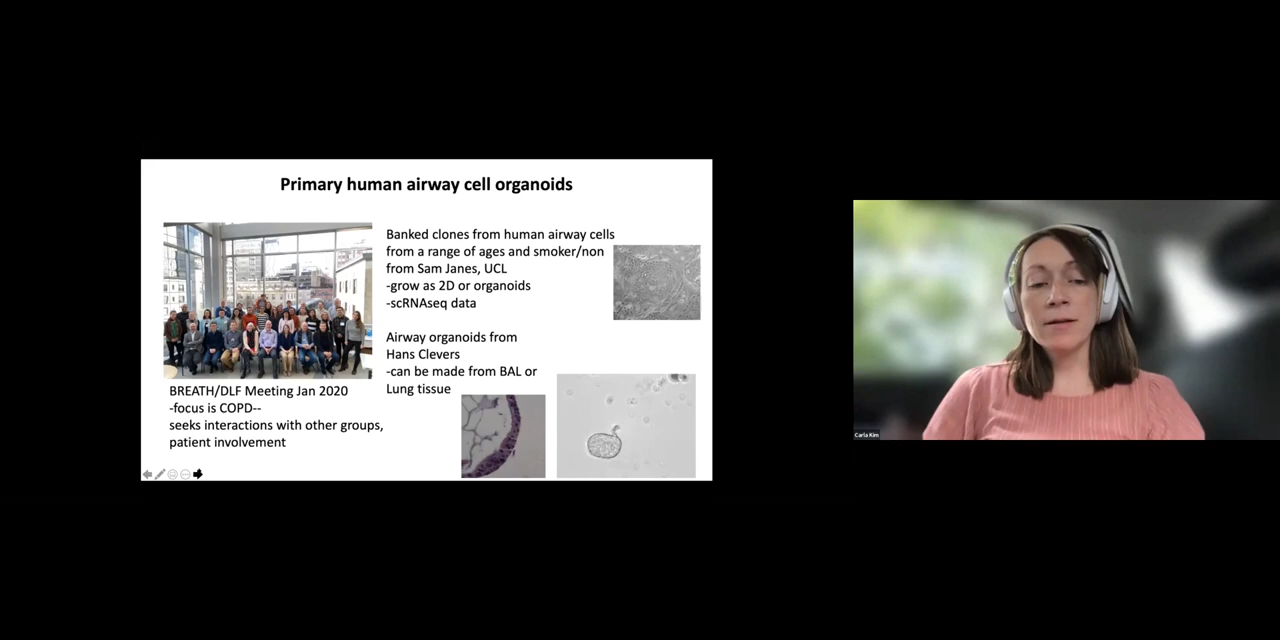 Primary human airway cell organoids
Banked clones from human airway cells
from a range of ages and smoker/non
from Sam Janes, UCL
-grow as 2D or organoids
-scRNAseq data
Airway organoids from
Hans Clevers
-can be made from BAL or
Lung tissue
BREATH/DLF Meeting Jan 2020
-focus is COPD--
seeks interactions with other groups,
patient involvement
Carla Kim